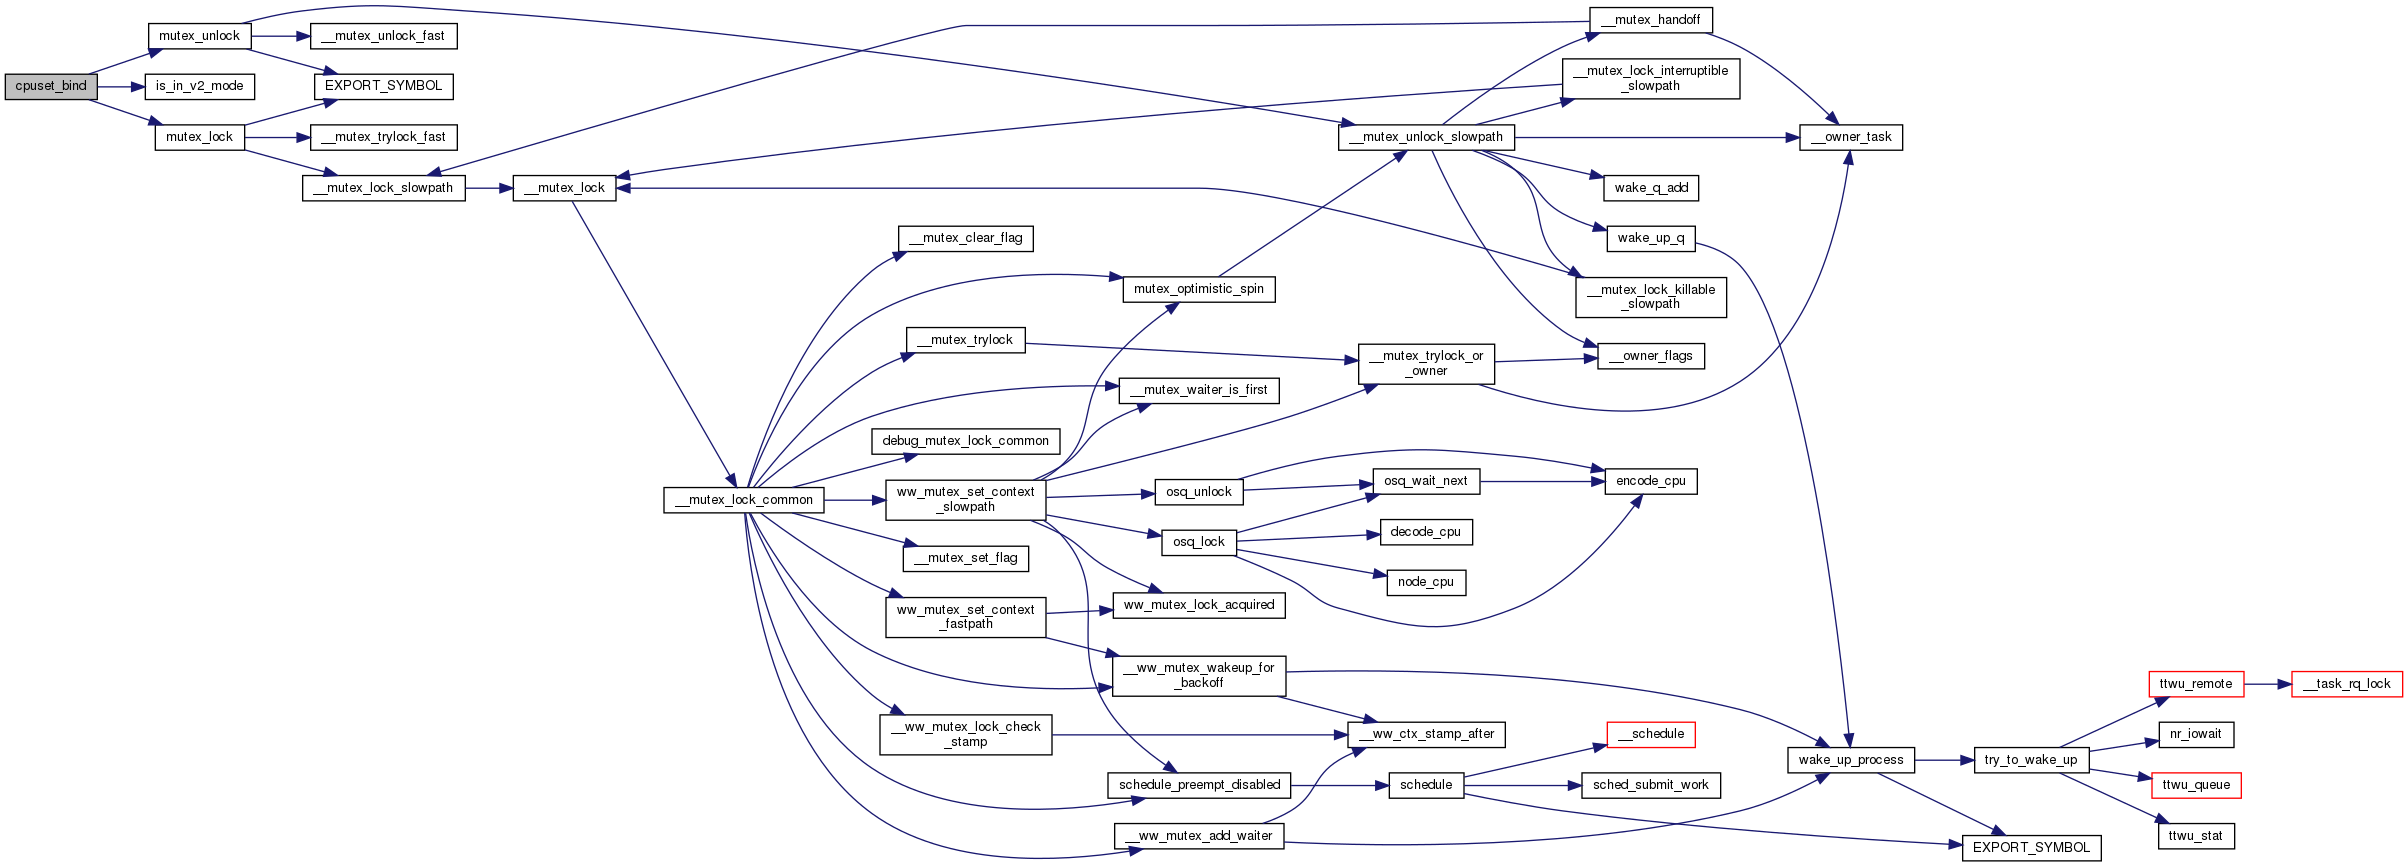 cpuset_bind
mutex_unlock
is_in_v2_mode
mutex_lock
__mutex_unlock_fast
EXPORT_SYMBOL
__mutex_trylock_fast
__mutex_lock_slowpath
__mutex_lock
__mutex_lock_common
__mutex_clear_flag
__mutex_trylock
debug_mutex_lock_common
ww_mutex_set_context
_slowpath
__mutex_set_flag
ww_mutex_set_context
_fastpath
__ww_mutex_lock_check
_stamp
mutex_optimistic_spin
__mutex_waiter_is_first
osq_unlock
osq_lock
ww_mutex_lock_acquired
__ww_mutex_wakeup_for
_backoff
schedule_preempt_disabled
__ww_mutex_add_waiter
__mutex_unlock_slowpath
__mutex_trylock_or
_owner
osq_wait_next
decode_cpu
node_cpu
__ww_ctx_stamp_after
schedule
__mutex_handoff
__mutex_lock_interruptible
_slowpath
wake_q_add
wake_up_q
__mutex_lock_killable
_slowpath
__owner_flags
encode_cpu
__schedule
sched_submit_work
__owner_task
wake_up_process
try_to_wake_up
EXPORT_SYMBOL
ttwu_remote
nr_iowait
ttwu_queue
ttwu_stat
__task_rq_lock